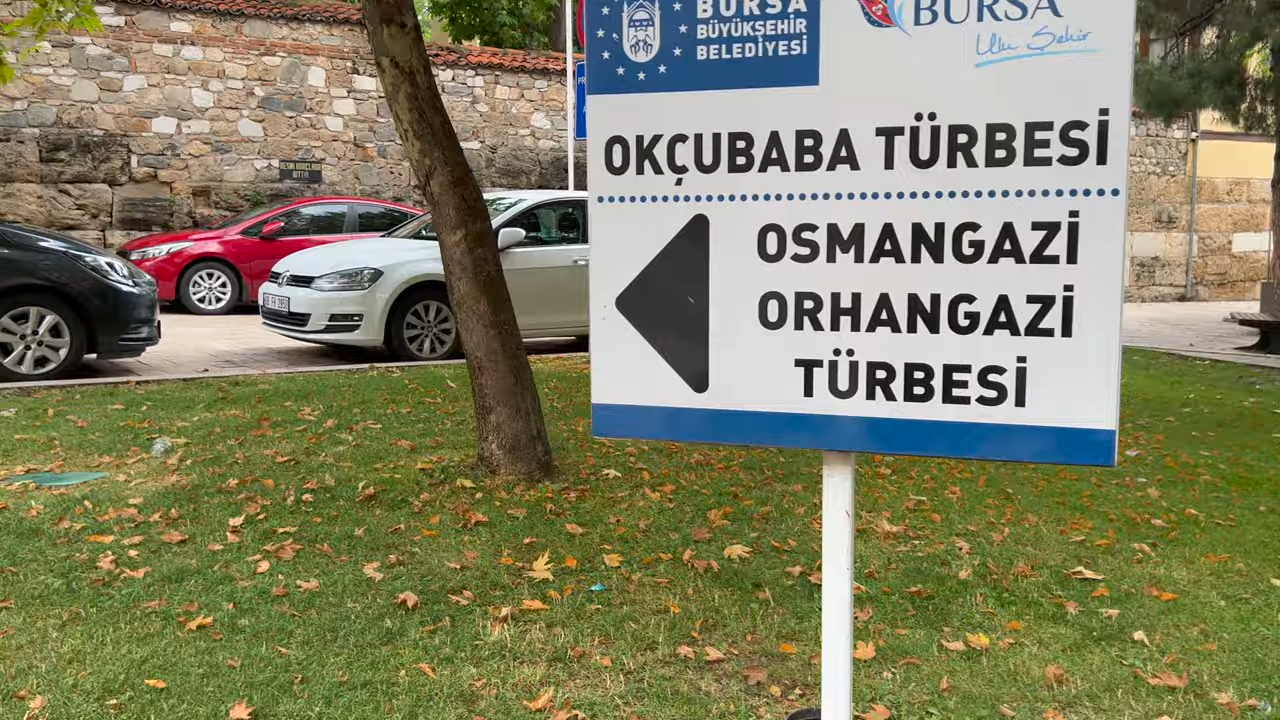 BURSA
BÜYÜKŞEHİR
BELEDİYESİ
BURSA
Ulu Şehir
OKÇUBABA TÜRBESİ
OSMANGAZİ
ORHANGAZİ
TÜRBESİ